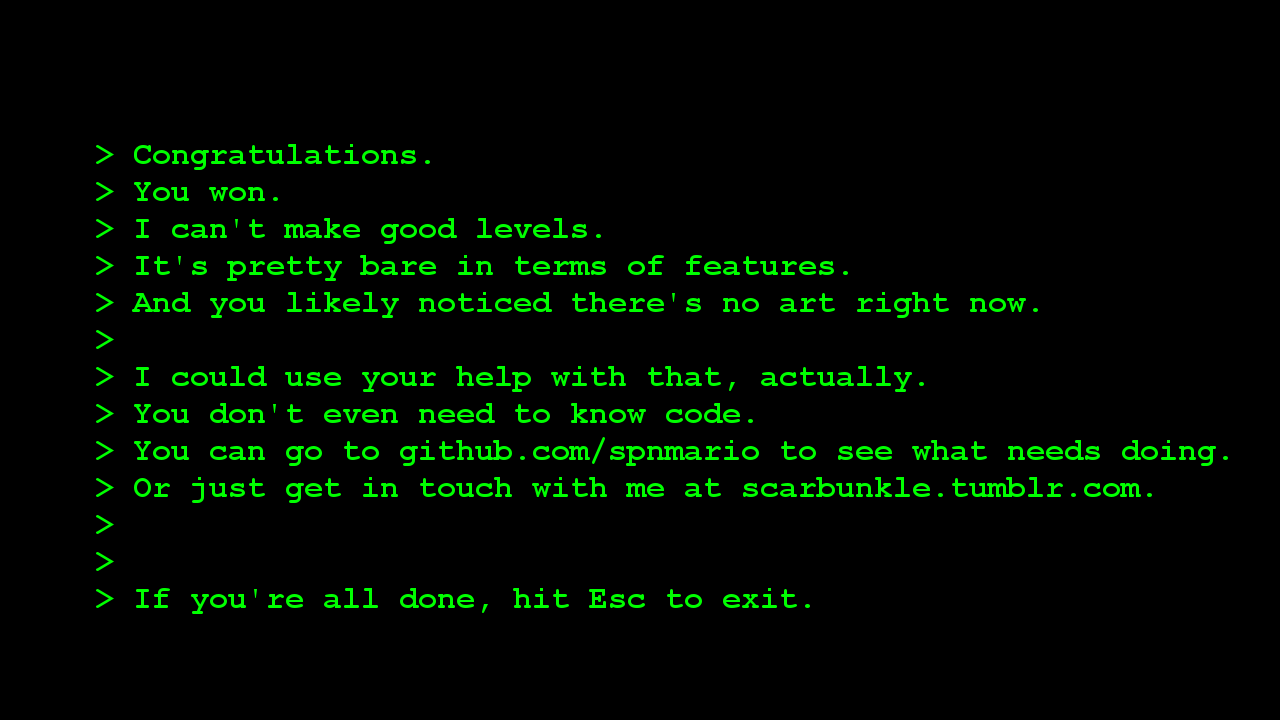 > Congratulations.
> You won.
> I can't make good levels.
> It's pretty bare in terms of features.
> And you likely noticed there's no art right now.
>
> I could use your help with that, actually.
> You don't even need to know code.
> You can go to github.com/spnmario to see what needs doing.
> Or just get in touch with me at scarbunkle.tumblr.com.
>
>
> If you're all done, hit Esc to exit.